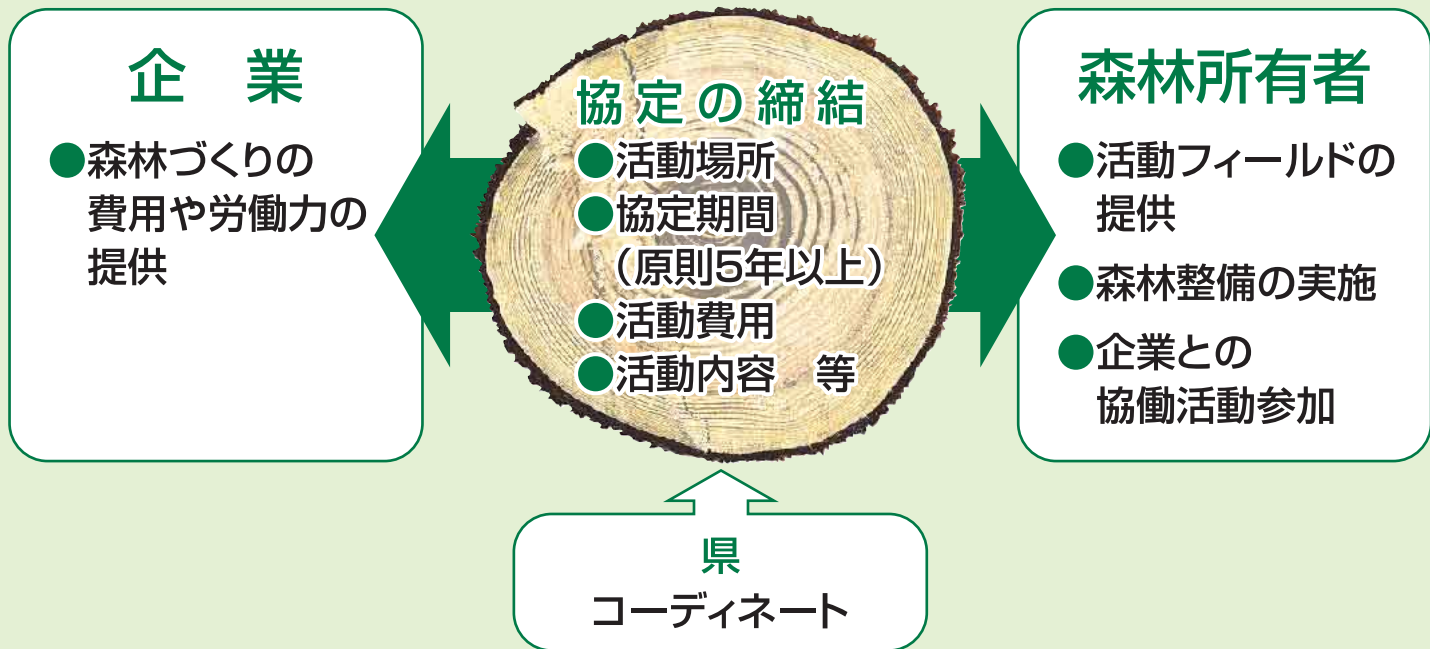 企　業
●森林づくりの
費用や労働力の
提供
協定の締結
●活動場所
●協定期間
（原則5年以上）
●活動費用
●活動内容　等
森林所有者
●活動フィールドの
提供
●森林整備の実施
●企業との
協働活動参加
県
コーディネート